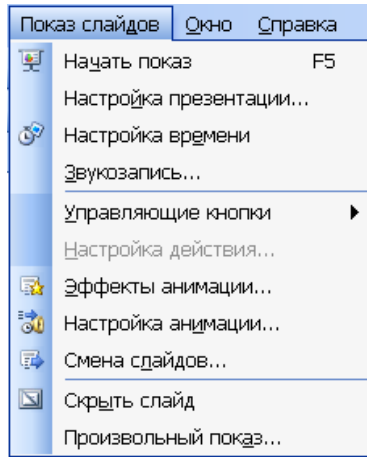 Показ слайдов Окно Справка
Начать показ F5
Настройка презентации...
Настройка времени
Звукозапись...
Управляющие кнопки
Настройка действия...
Эффекты анимации...
Настройка анимации...
Смена слайдов...
Скрыть слайд
Произвольный показ...